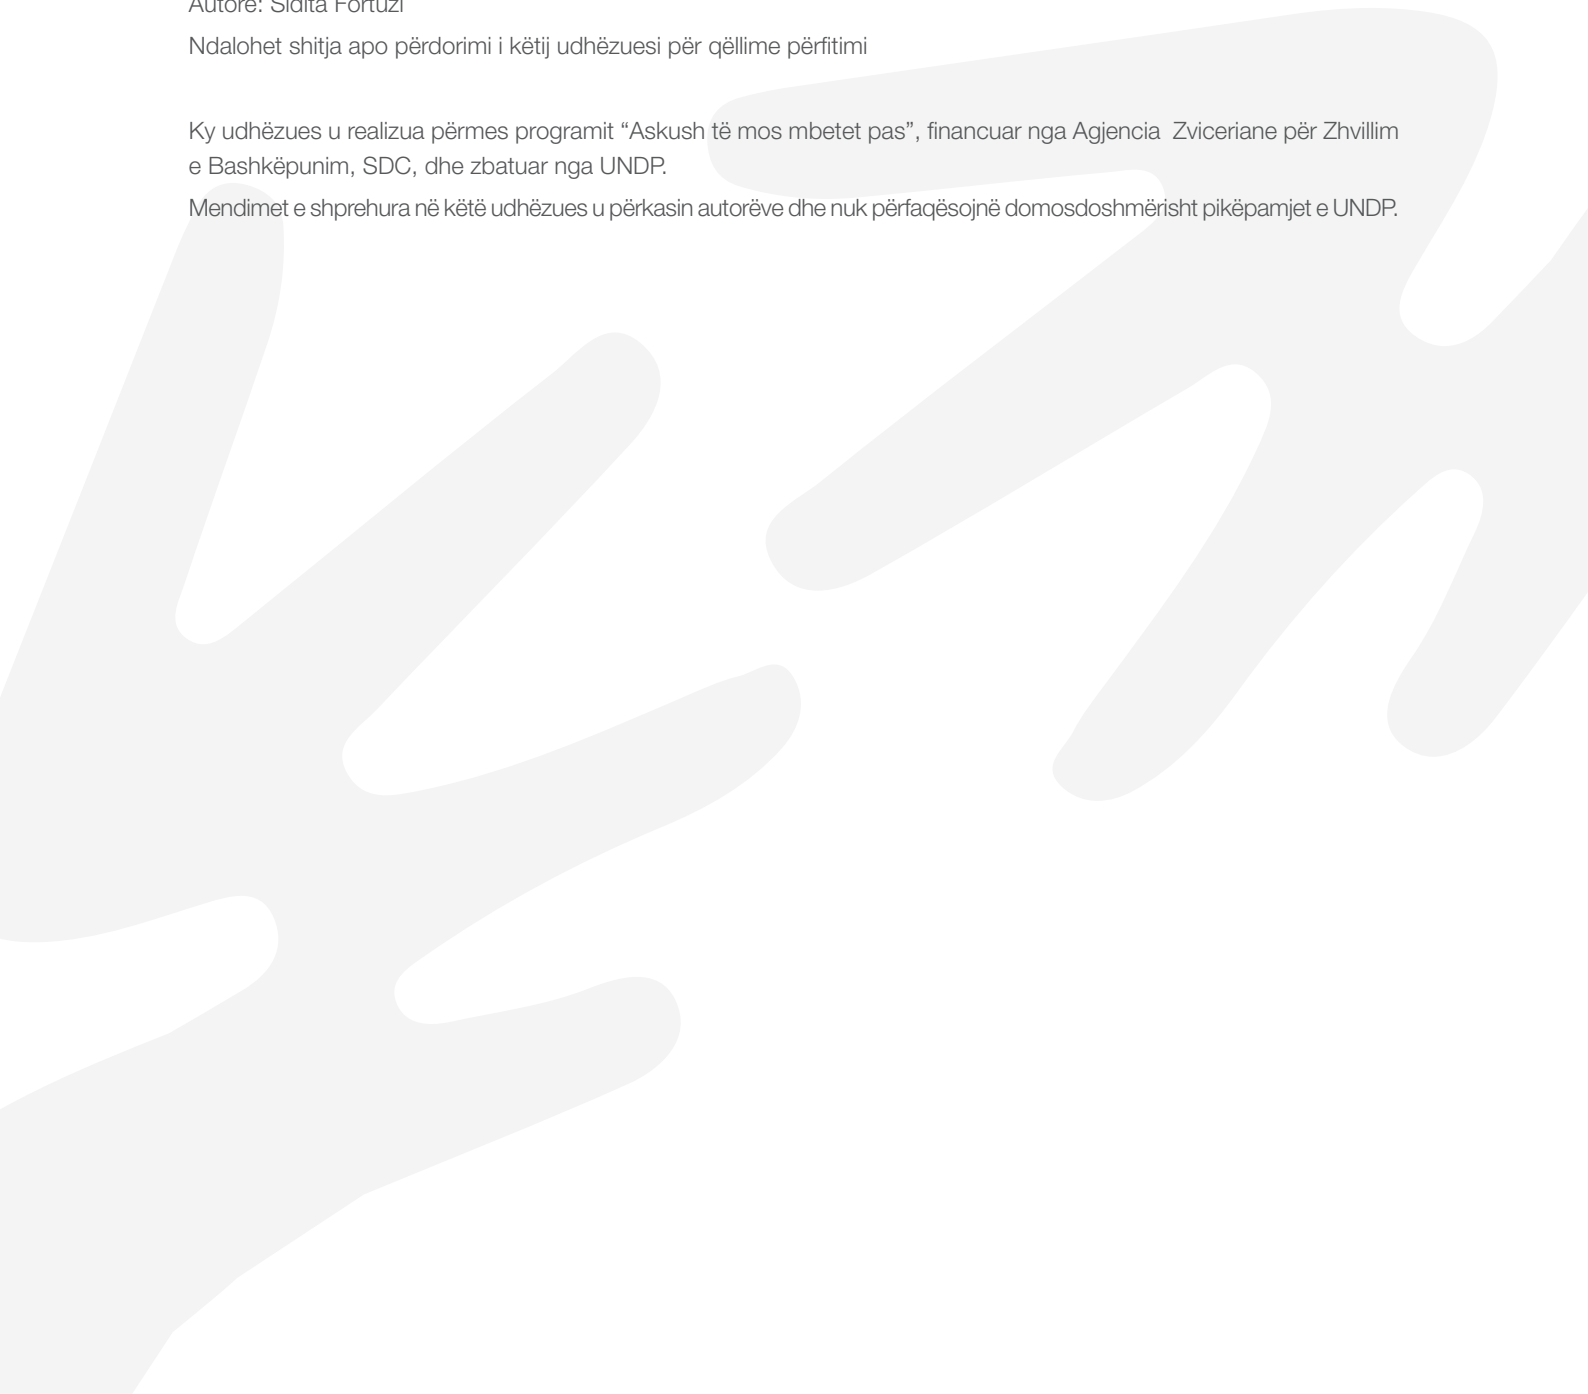 Autore: Sidita Fortuzi
Ndalohet shitja apo përdorimi i këtij udhëzuesi për qëllime përfitimi
Ky udhëzues u realizua përmes programit “Askush të mos mbetet pas”, financuar nga Agjencia Zviceriane për Zhvillim
e Bashkëpunim, SDC, dhe zbatuar nga UNDP.
Mendimet e shprehura në këtë udhëzues u përkasin autorëve dhe nuk përfaqësojnë domosdoshmërisht pikëpamjet e UNDP.